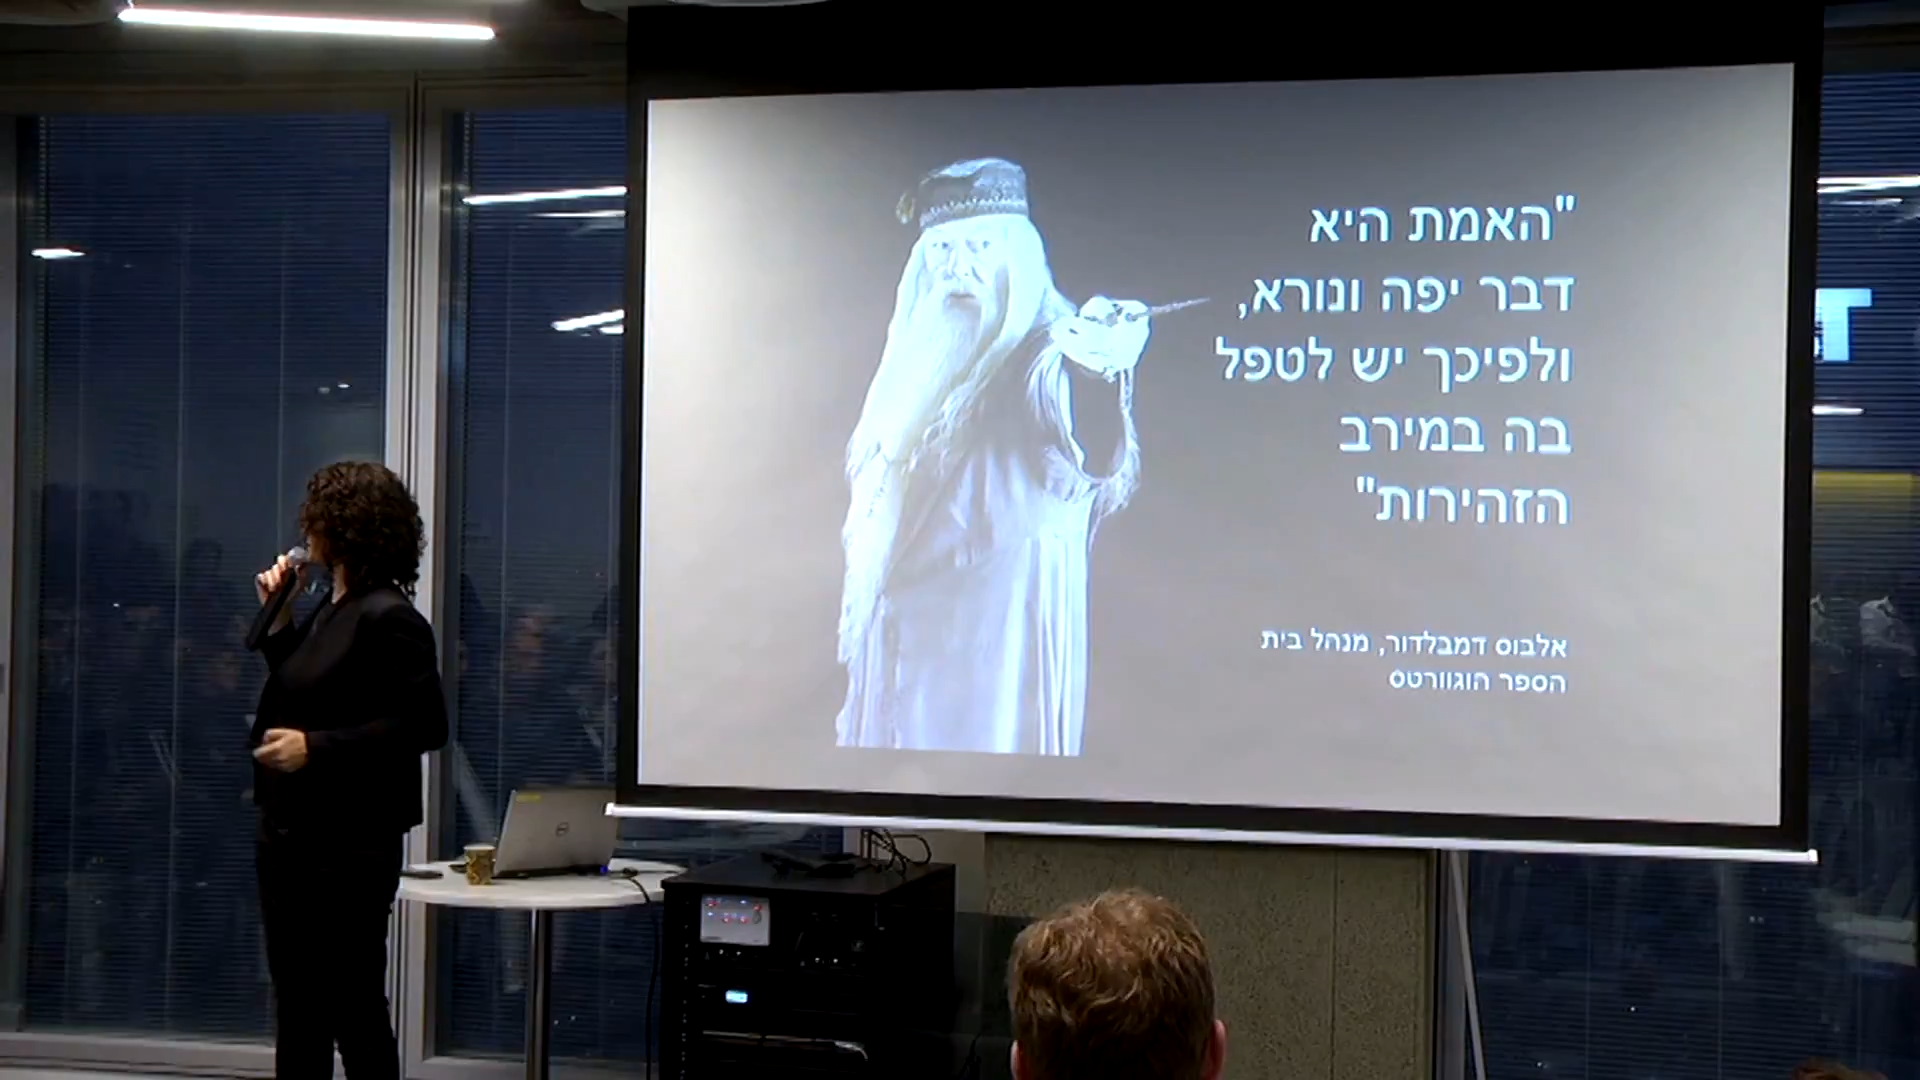 "האמת היא
דבר יפה ונורא,
ולפיכך יש לטפל
בה במירב
הזהירות"
אלבוס דמבלדור, מנהל בית
הספר הוגוורטס